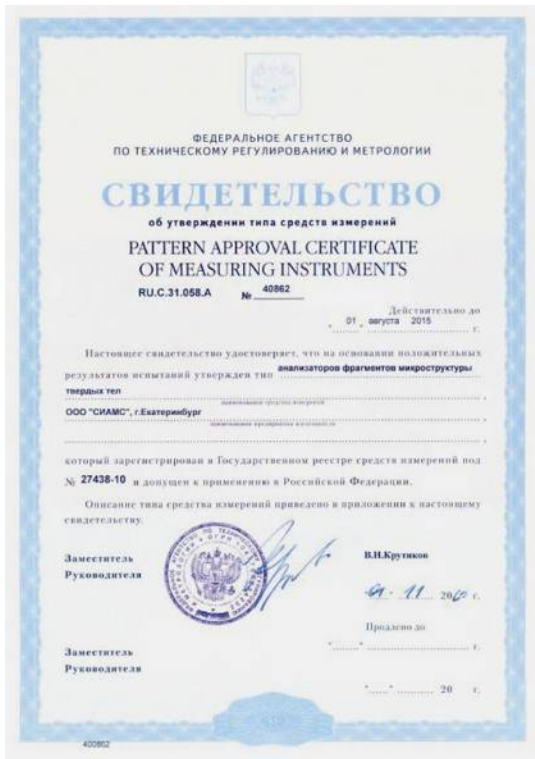 ФЕДЕРАЛЬНОЕ АГЕНТСТВО
ПО ТЕХНИЧЕСКОМУ РЕГУЛИРОВАНИЮ И МЕТРОЛОГИИ
СВИДЕТЕЛЬСТВО
об утверждении типа средств измерений
PATTERN APPROVAL CERTIFICATE
OF MEASURING INSTRUMENTS
RU.C.31.058.A № 40862
Действительно до
" 01 " августа 2015 г.
Настоящее свидетельство удостоверяет, что на основании положительных
результатов испытаний утвержден тип анализаторов фрагментов микроструктуры
твердых тел
наименование средства измерений
ООО "СИАМС", г.Екатеринбург
наименование предприятия-изготовителя
который зарегистрирован в Государственном реестре средств измерений под
№ 27438-10 и допущен к применению в Российской Федерации.
Описание типа средства измерений приведено в приложении к настоящему
свидетельству.
Заместитель
Руководителя
В.Н.Крутиков
11 20 г.
Продлено до
" " г.
Заместитель
Руководителя
" " 20 г.
400862